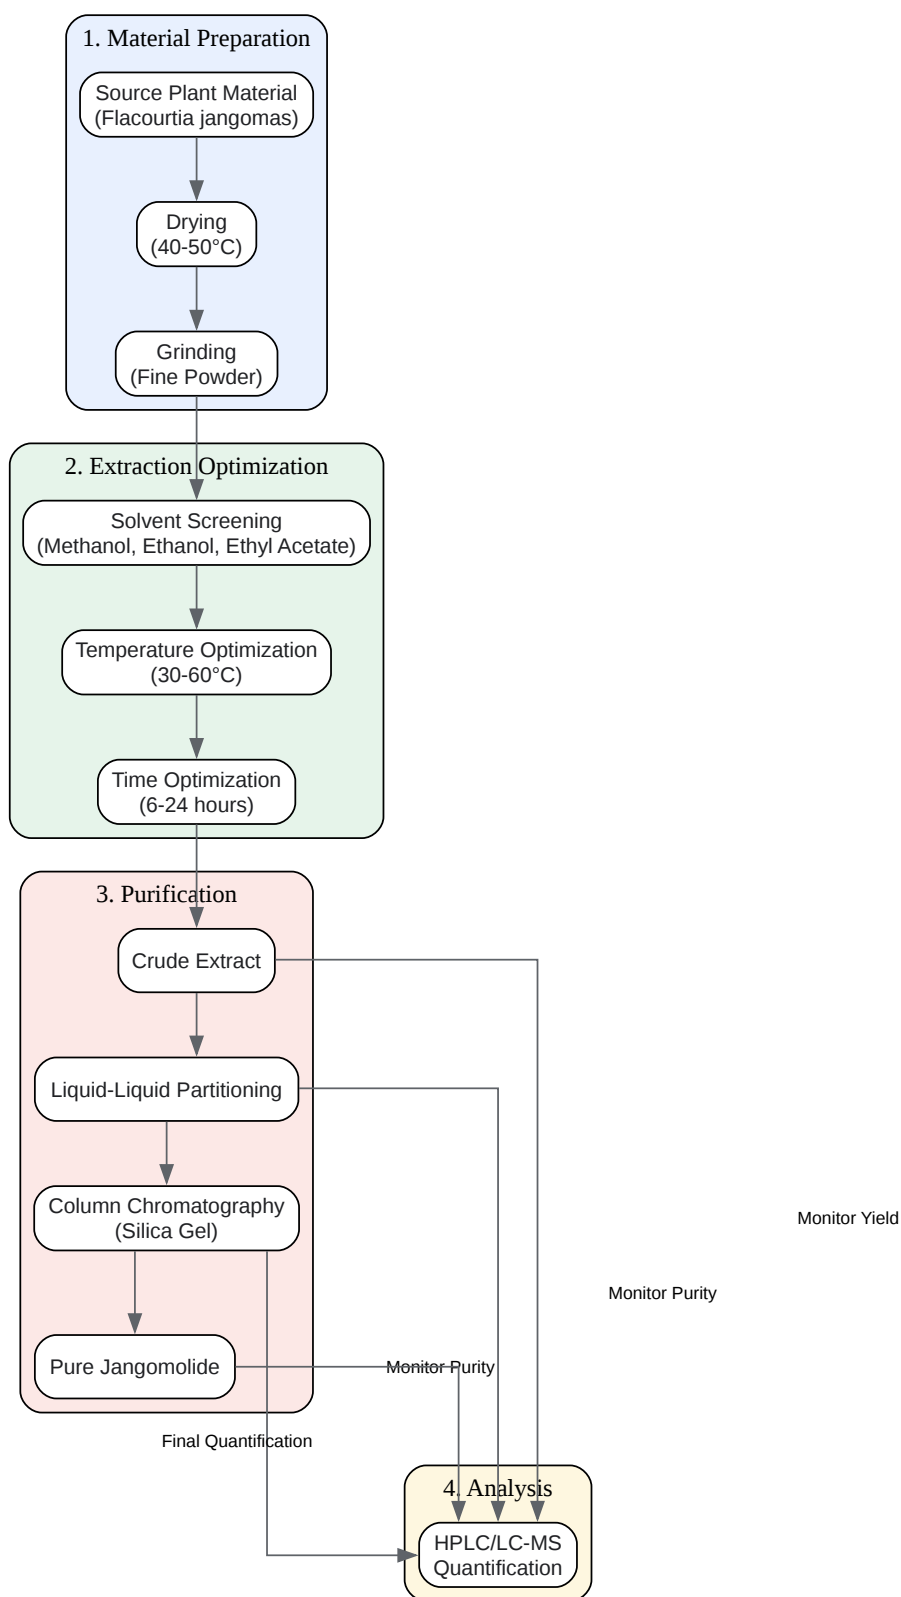 1. Material Preparation
Source Plant Material
(Flacourtia jangomas)
Drying
(40-50°C)
Grinding
(Fine Powder)
2. Extraction Optimization
Solvent Screening
(Methanol, Ethanol, Ethyl Acetate)
Temperature Optimization
(30-60°C)
Time Optimization
(6-24 hours)
3. Purification
Crude Extract
Liquid-Liquid Partitioning
Column Chromatography
(Silica Gel)
Monitor Yield
Monitor Purity
Pure Jangomolide
Monitor Purity
Final Quantification
4. Analysis
HPLC/LC-MS
Quantification